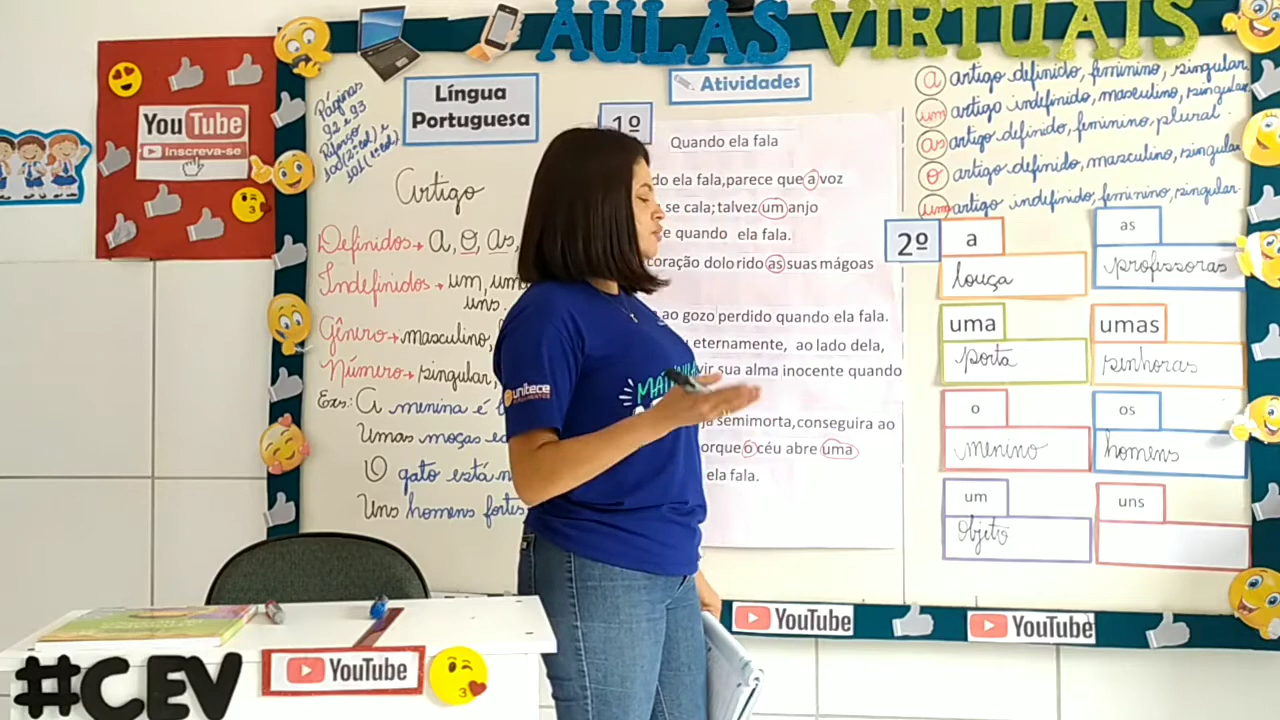 AULAS VIRTUAIS
YouTube
Inscreva-se
Páginas
92 e 93
100 (2ª col.) e
101 (1ª col.)
Língua
Portuguesa
Artigo
Definidos → a, o, as,
Indefinidos → um, uma
uns.
Gênero → masculino,
Número → singular,
Exs.: A menina é
Umas moças
O gato está
Uns homens fortes
Atividades
1º
Quando ela fala
do ela fala,parece que a voz
se cala; talvez um anjo
e quando ela fala.
coração dolorido as suas mágoas
ao gozo perdido quando ela fala.
eternamente, ao lado dela,
vir sua alma inocente quando
semimorta,conseguira ao
orque o céu abre uma
ela fala.
a artigo definido, feminino, singular
um artigo indefinido, masculino, singular
as artigo definido, feminino, plural.
o artigo definido, masculino, singular
uma artigo indefinido, feminino, singular.
2º
a
louça
as
professoras
uma
porta
umas
senhoras
o
menino
os
homens
um
objeto
uns
unitece
YouTube
YouTube
#CEV
YouTube